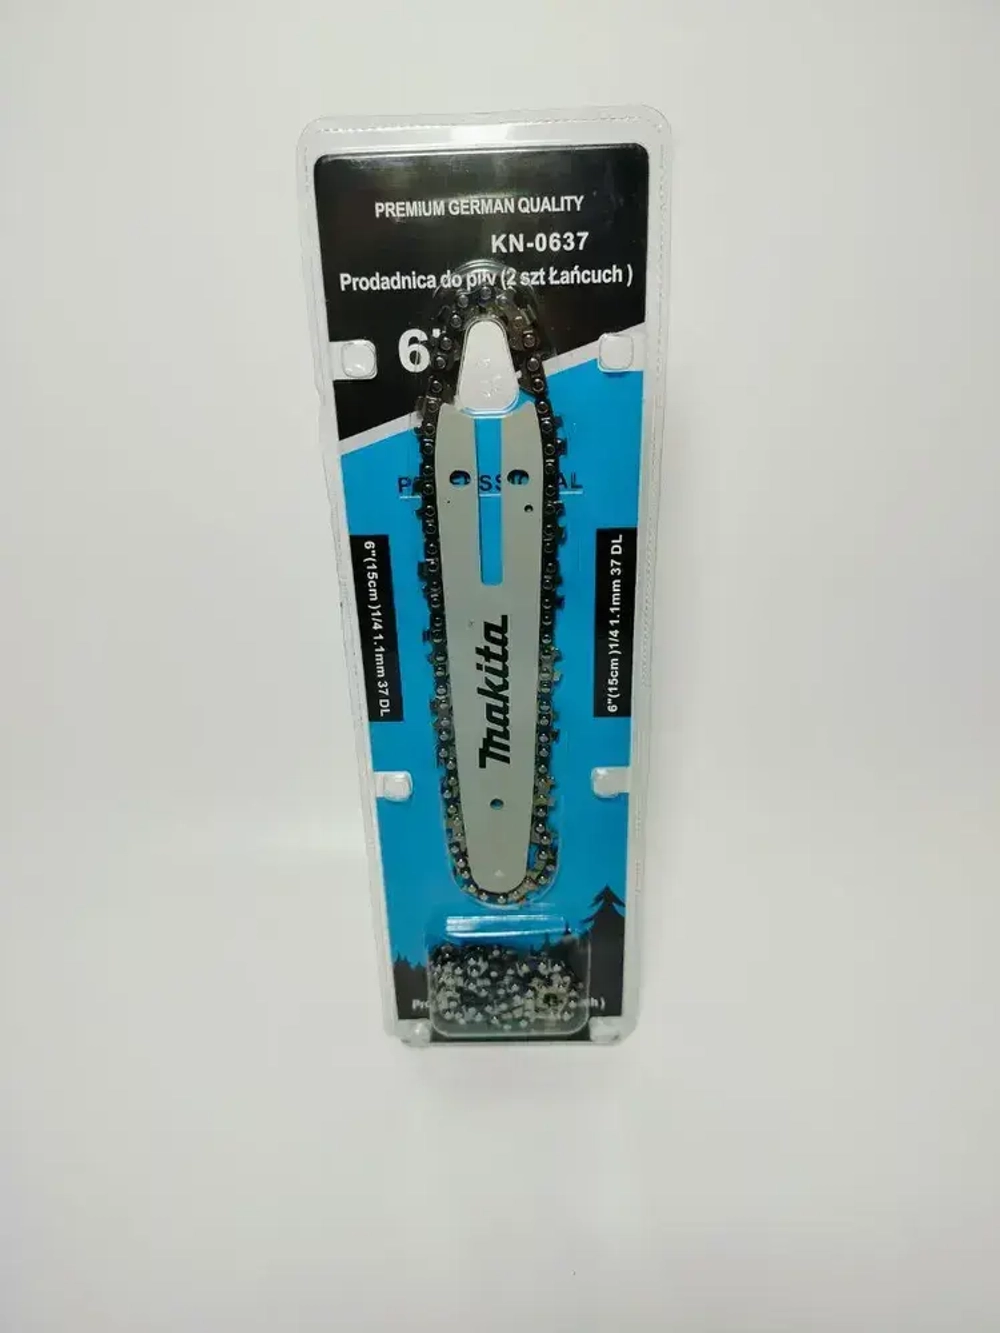 PREMIUM GERMAN QUALITY
KN-0637
Prodadnica do piły (2 szt Łańcuch )
6"
6"(15cm )1/4 1.1mm 37 DL
6"(15cm )1/4 1.1mm 37 DL
makita